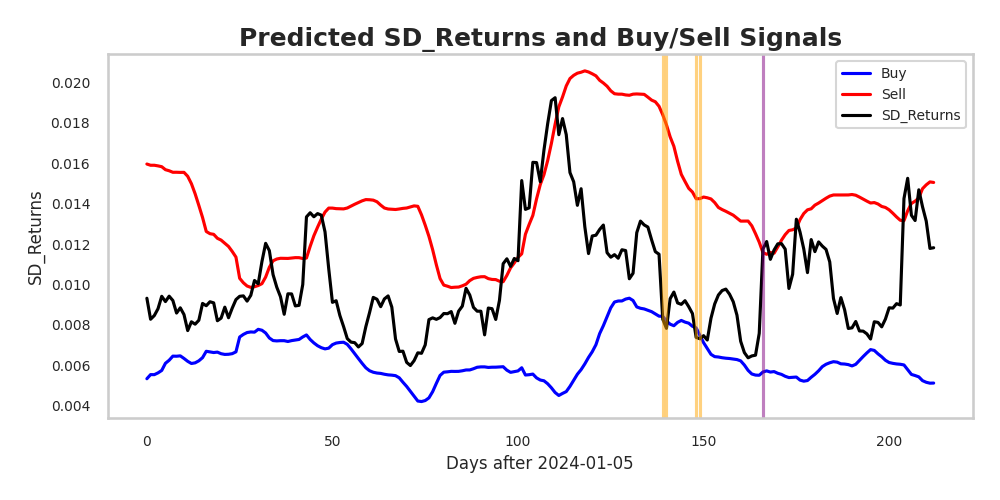 Predicted SD_Returns and Buy/Sell Signals
0.020
0.018
0.016
0.014
0.012
0.010
0.008
0.006
0.004
SD_Returns
Buy
Sell
SD_Returns
0 50 100 150 200
Days after 2024-01-05